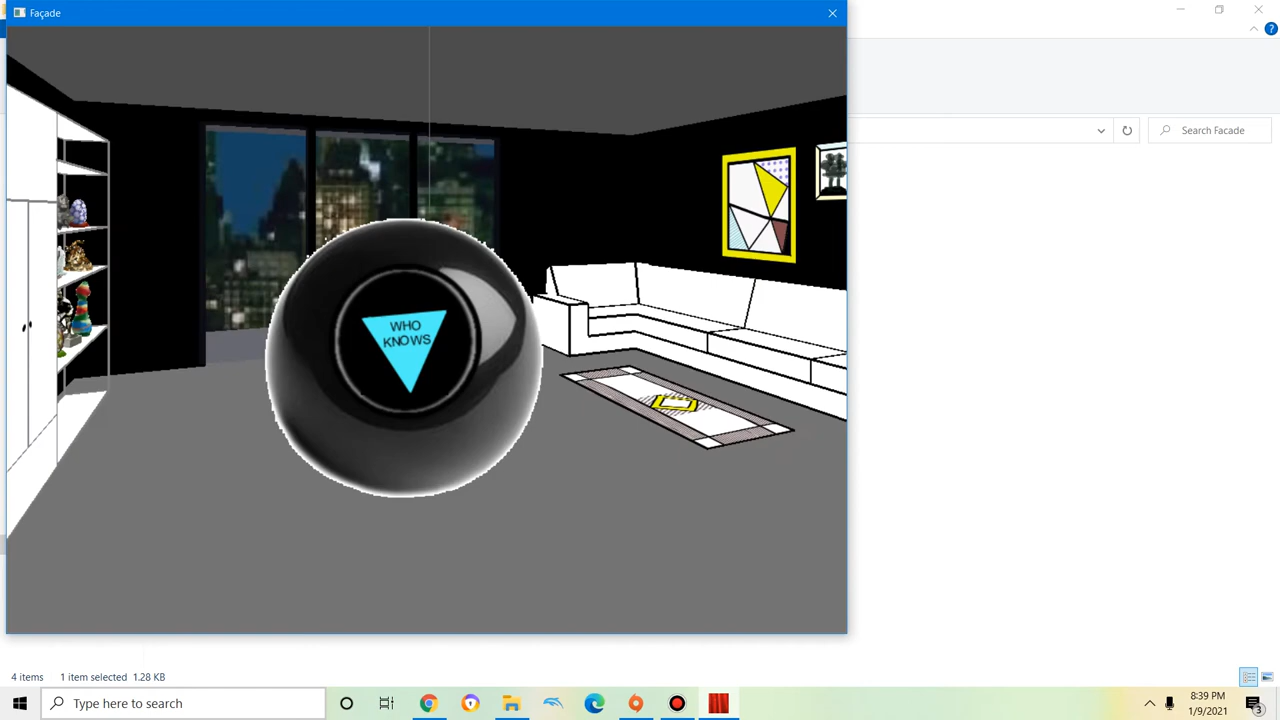 Façade
Search Facade
WHO
KNOWS
4 items 1 item selected 1.28 KB
Type here to search
8:39 PM
1/9/2021
3